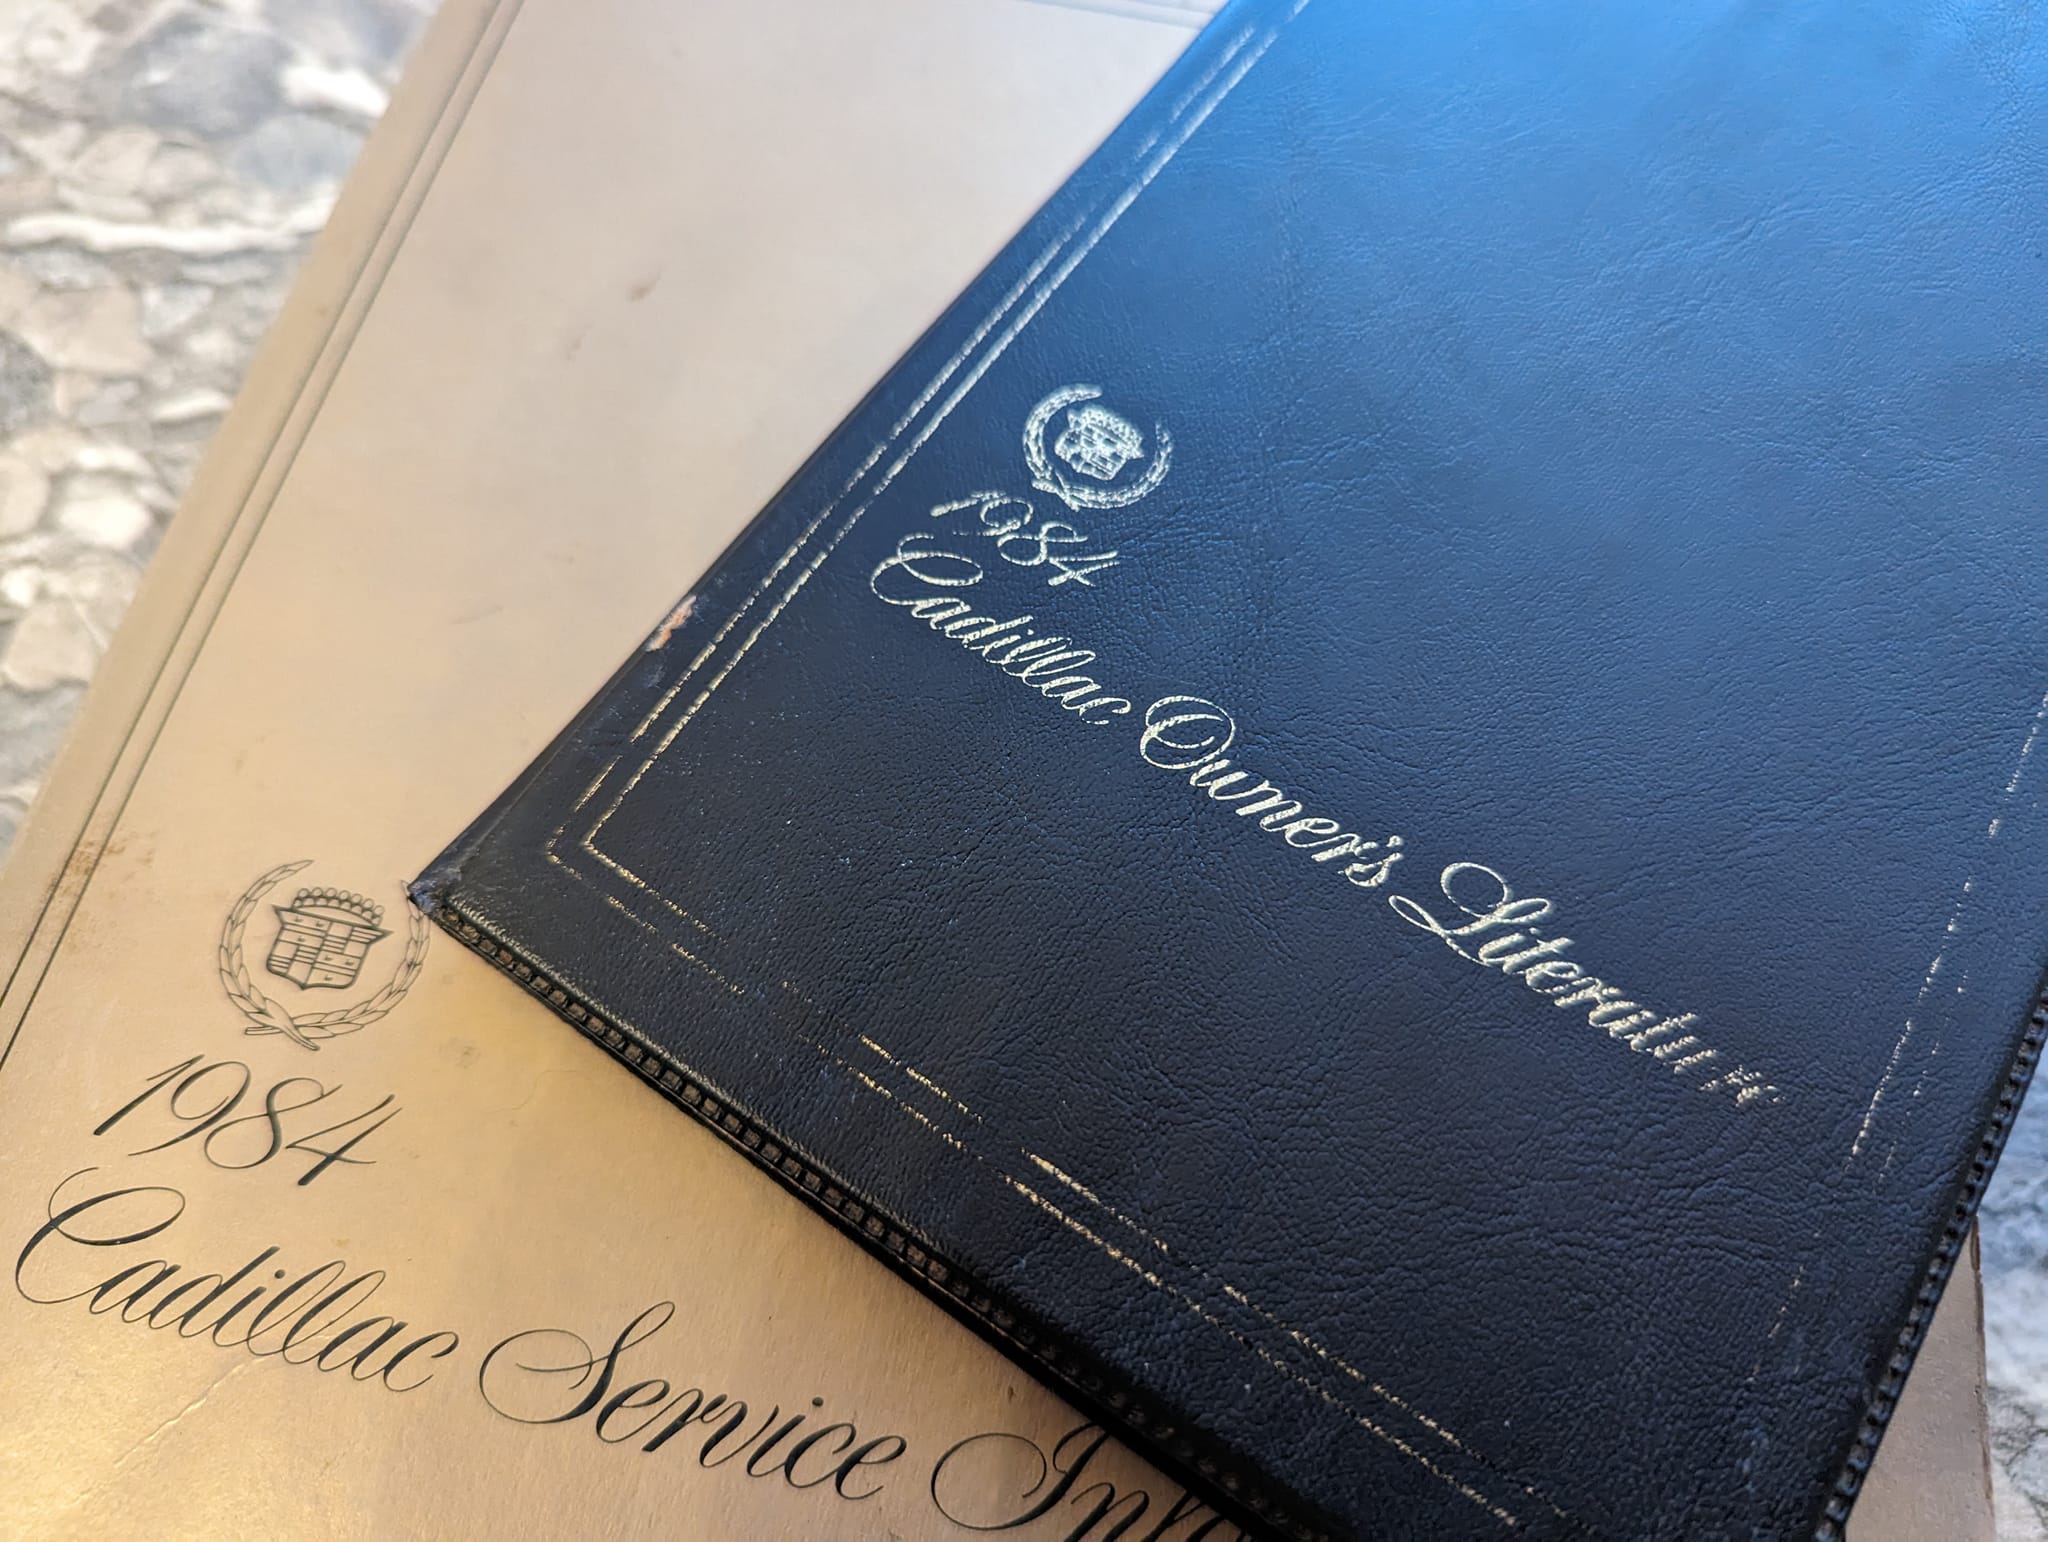 1984
Cadillac Owner's Literature
1984
Cadillac Service